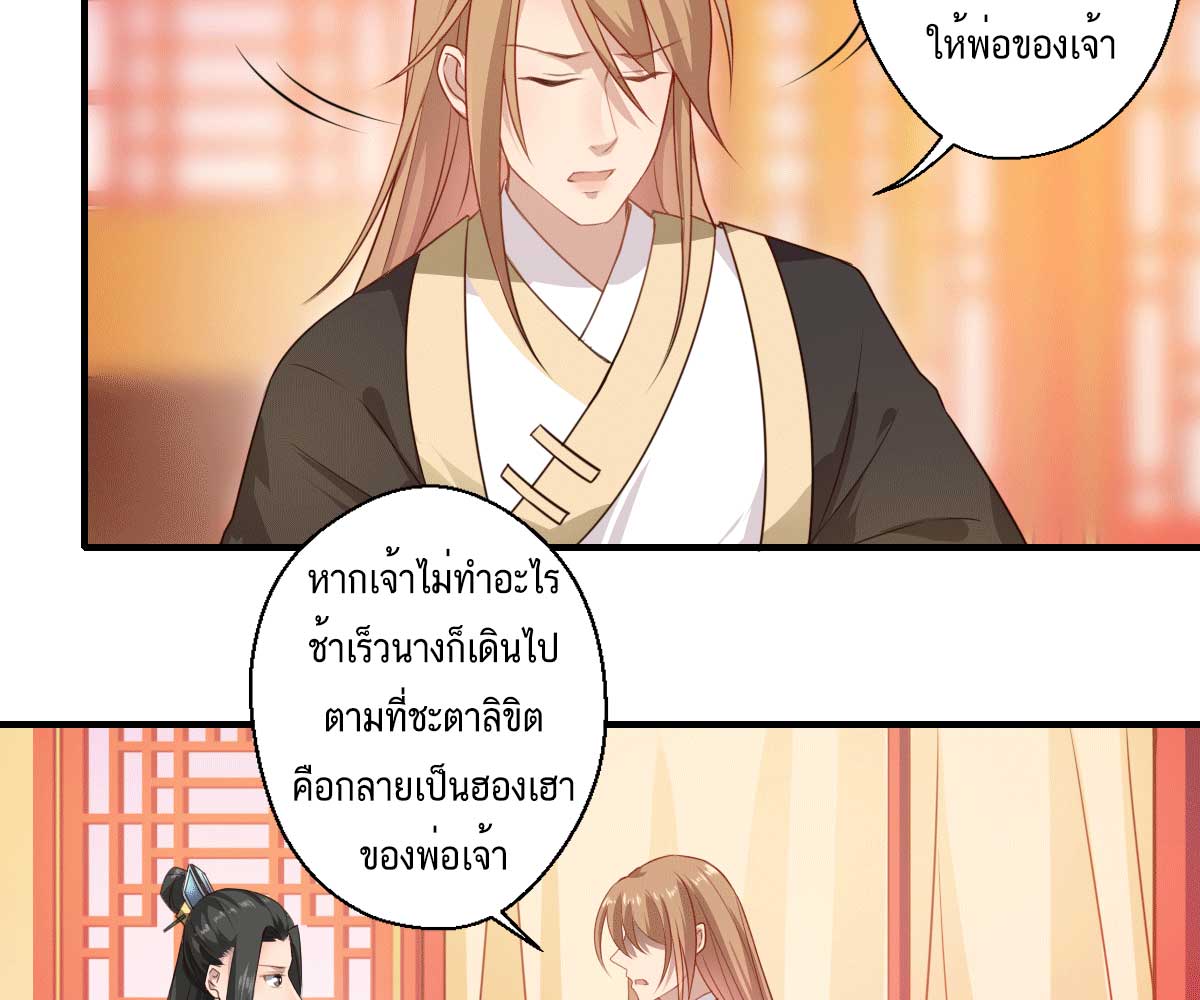 ให้พ่อของเจ้า
หากเจ้าไม่ทำอะไร
ช้าเร็วนางก็เดินไป
ตามที่ชะตาลิขิต
คือกลายเป็นฮองเฮา
ของพ่อเจ้า